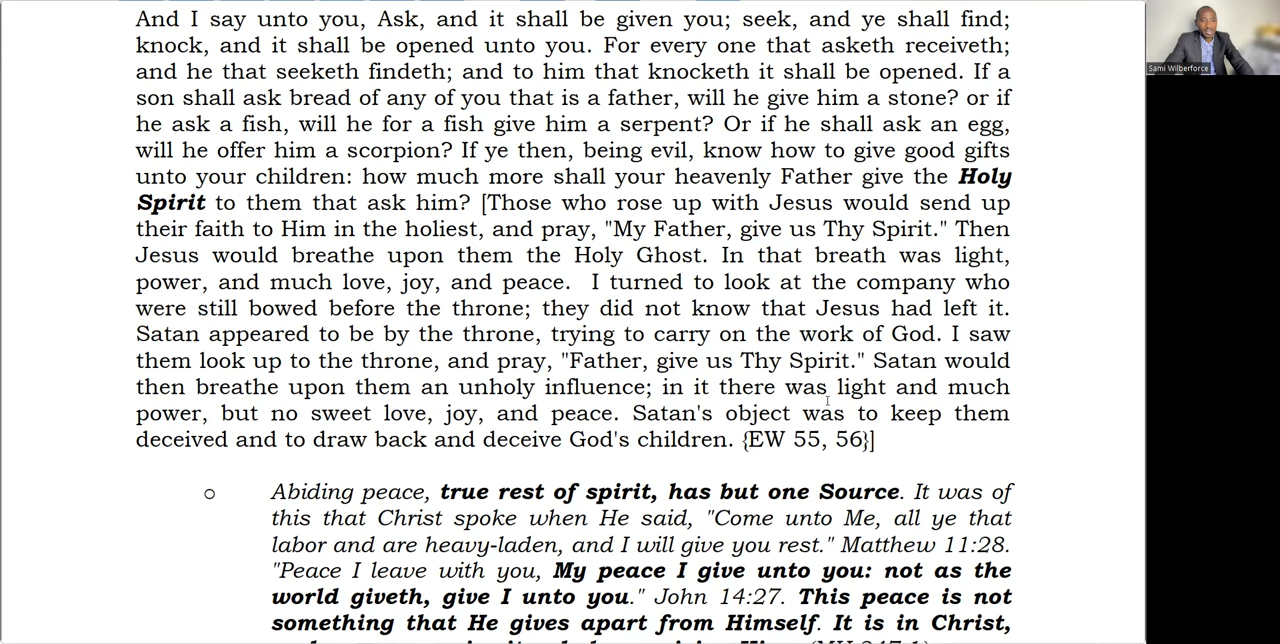 And I say unto you, Ask, and it shall be given you; seek, and ye shall find;
knock, and it shall be opened unto you. For every one that asketh receiveth;
and he that seeketh findeth; and to him that knocketh it shall be opened. If a
son shall ask bread of any of you that is a father, will he give him a stone? or if
he ask a fish, will he for a fish give him a serpent? Or if he shall ask an egg,
will he offer him a scorpion? If ye then, being evil, know how to give good gifts
unto your children: how much more shall your heavenly Father give the Holy
Spirit to them that ask him? [Those who rose up with Jesus would send up
their faith to Him in the holiest, and pray, "My Father, give us Thy Spirit." Then
Jesus would breathe upon them the Holy Ghost. In that breath was light,
power, and much love, joy, and peace. I turned to look at the company who
were still bowed before the throne; they did not know that Jesus had left it.
Satan appeared to be by the throne, trying to carry on the work of God. I saw
them look up to the throne, and pray, "Father, give us Thy Spirit." Satan would
then breathe upon them an unholy influence; in it there was light and much
power, but no sweet love, joy, and peace. Satan's object was to keep them
deceived and to draw back and deceive God's children. {EW 55, 56}]
○ Abiding peace, true rest of spirit, has but one Source. It was of
this that Christ spoke when He said, "Come unto Me, all ye that
labor and are heavy-laden, and I will give you rest." Matthew 11:28.
"Peace I leave with you, My peace I give unto you: not as the
world giveth, give I unto you." John 14:27. This peace is not
something that He gives apart from Himself. It is in Christ,
Sami Wilberforce